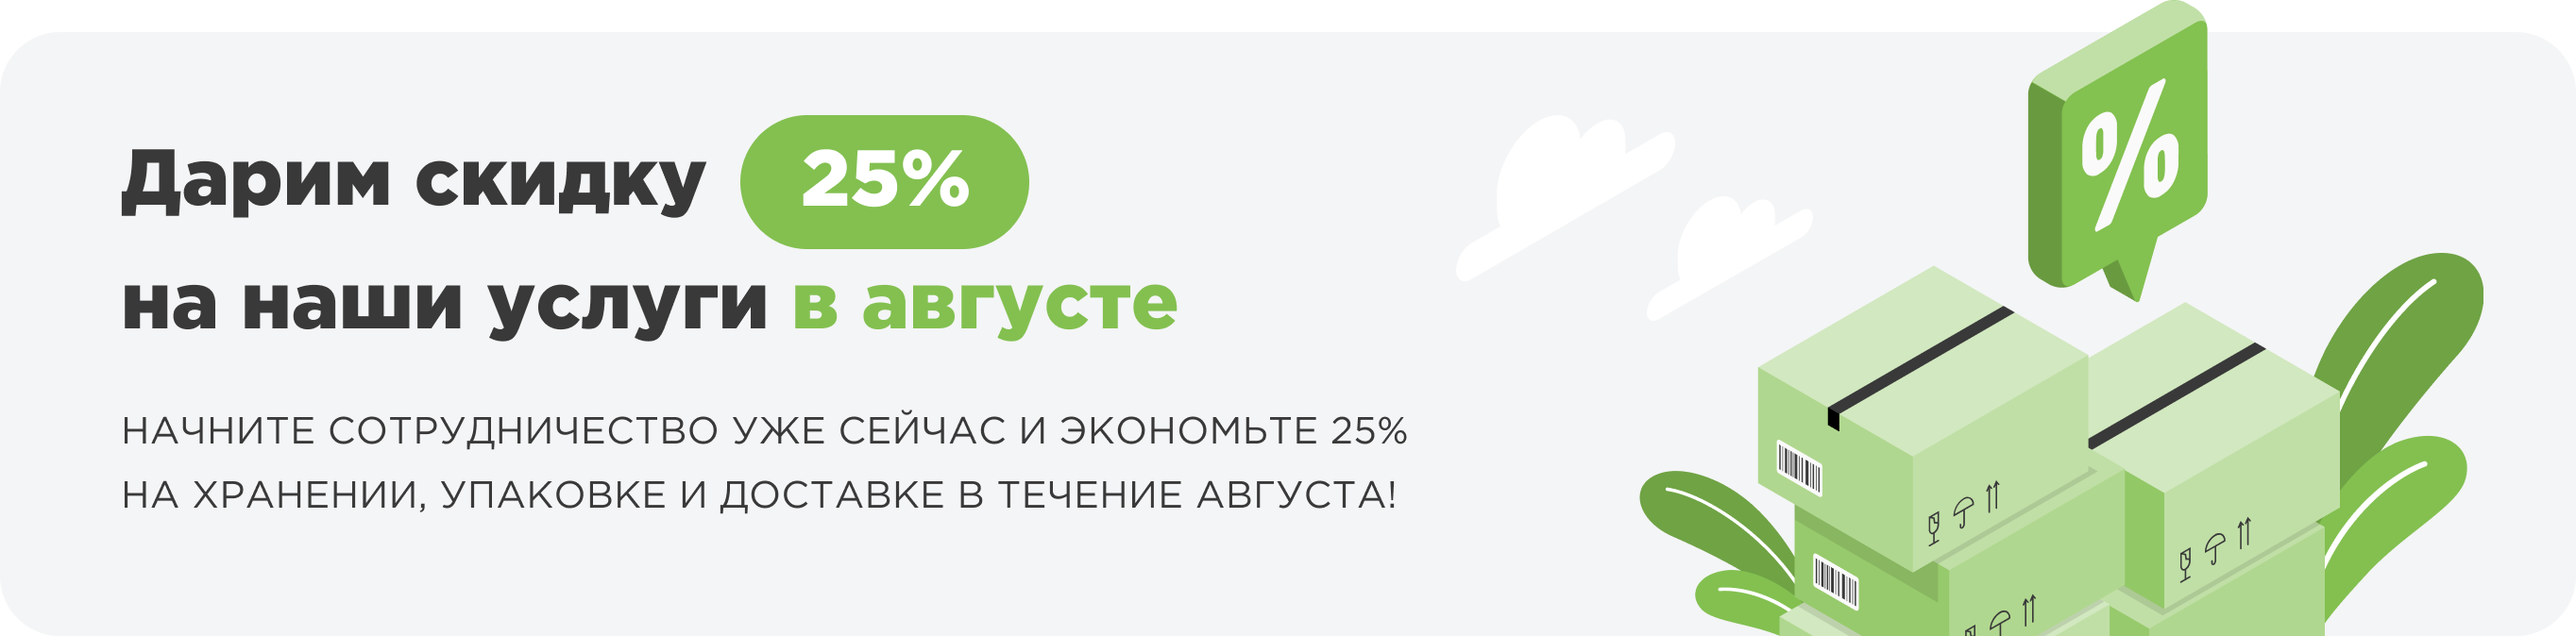 Дарим скидку 25%
на наши услуги в августе
НАЧНИТЕ СОТРУДНИЧЕСТВО УЖЕ СЕЙЧАС И ЭКОНОМЬТЕ 25%
НА ХРАНЕНИИ, УПАКОВКЕ И ДОСТАВКЕ В ТЕЧЕНИЕ АВГУСТА!
%